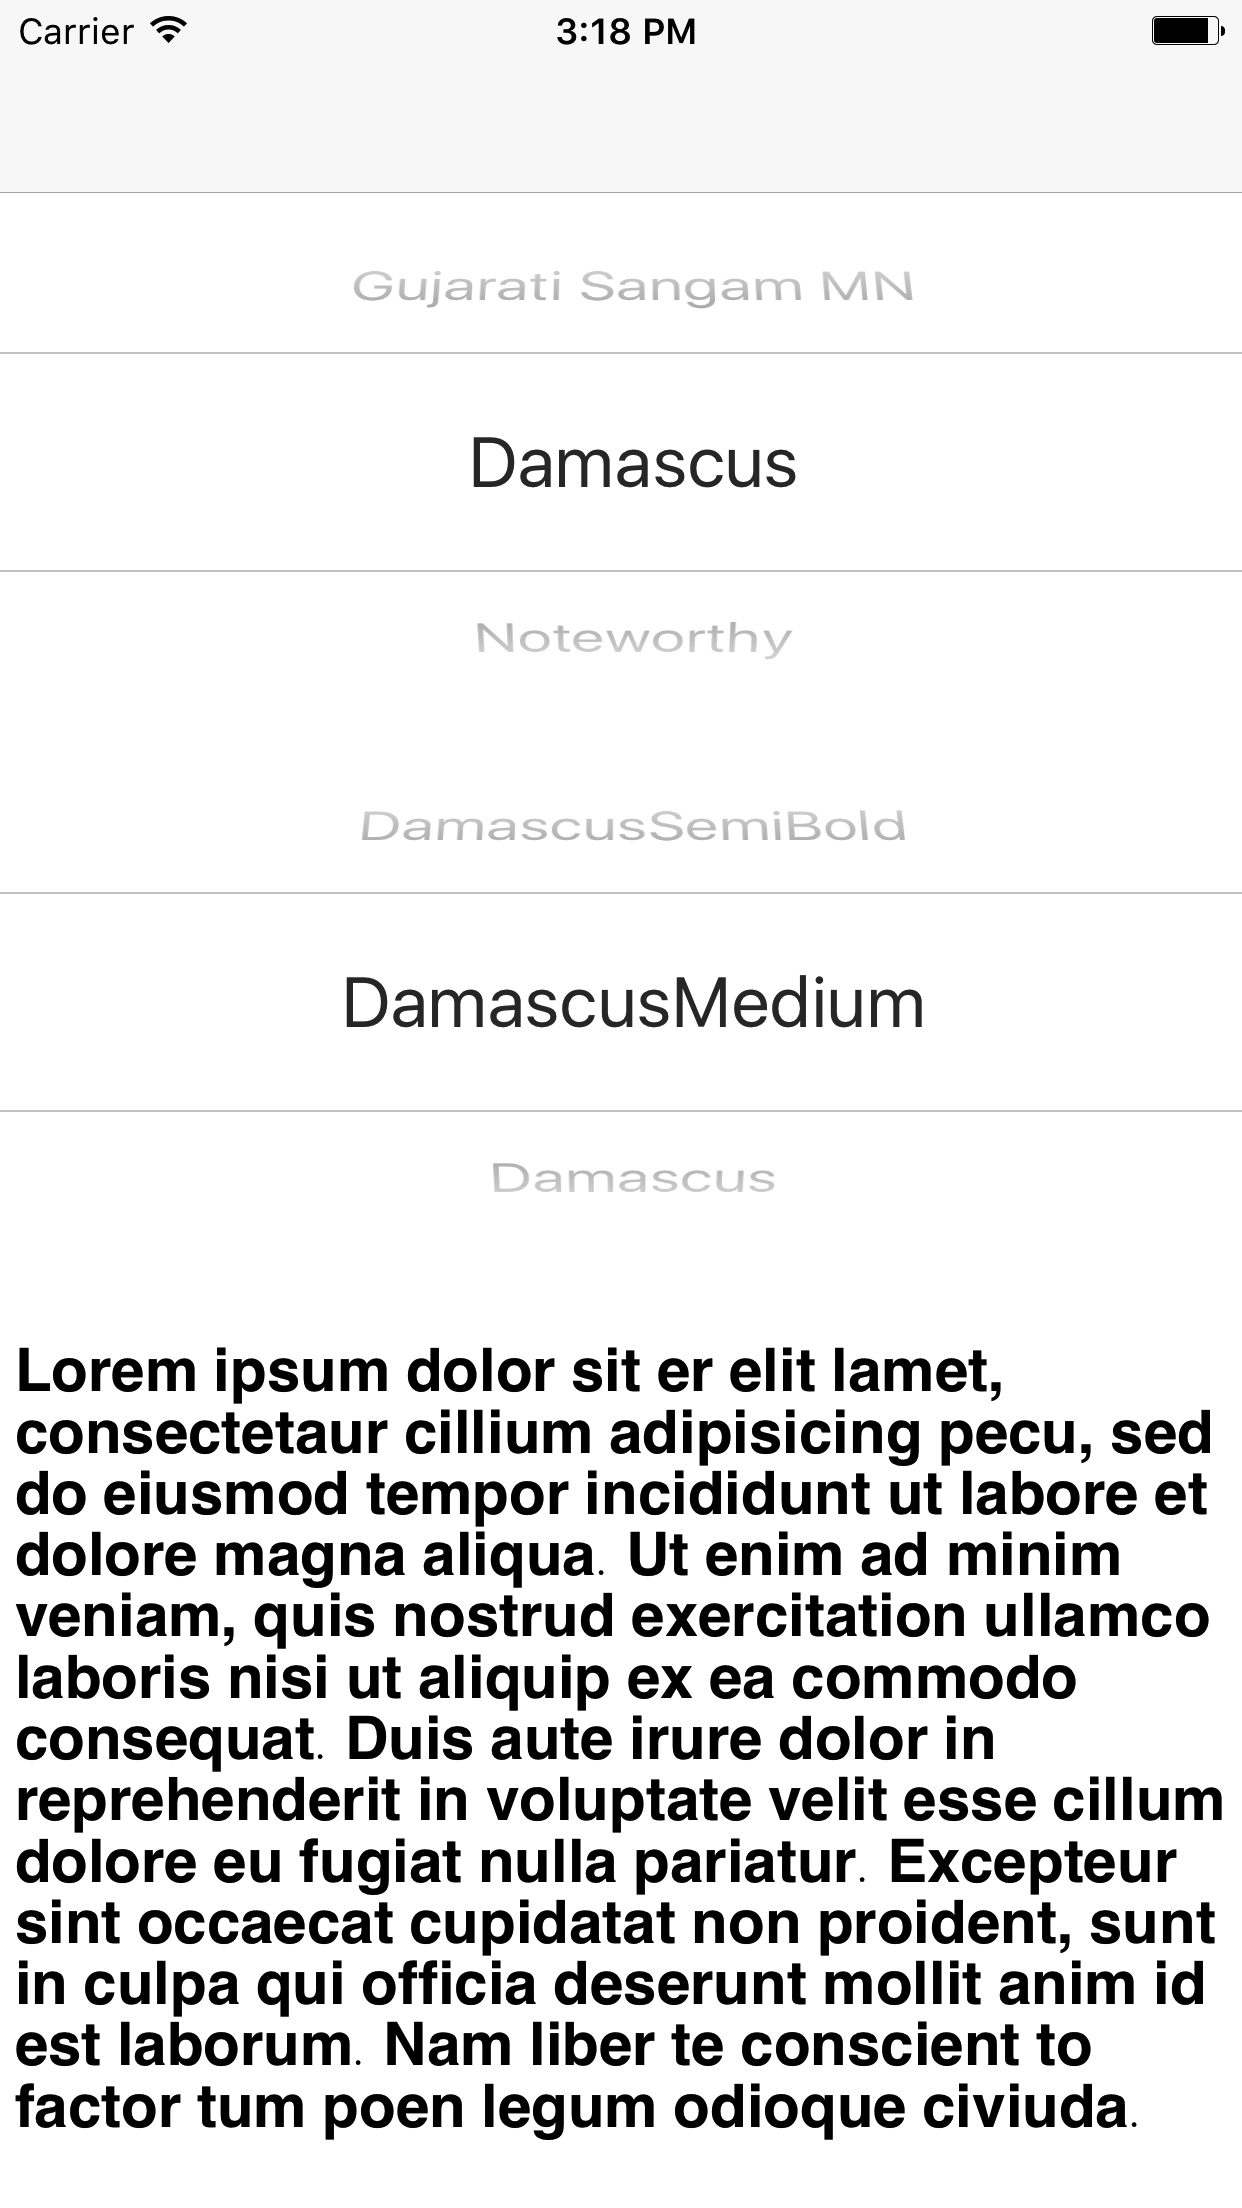 Carrier 3:18 PM
Gujarati Sangam MN
Damascus
Noteworthy
DamascusSemiBold
DamascusMedium
Damascus
Lorem ipsum dolor sit er elit lamet,
consectetaur cillium adipisicing pecu, sed
do eiusmod tempor incididunt ut labore et
dolore magna aliqua. Ut enim ad minim
veniam, quis nostrud exercitation ullamco
laboris nisi ut aliquip ex ea commodo
consequat. Duis aute irure dolor in
reprehenderit in voluptate velit esse cillum
dolore eu fugiat nulla pariatur. Excepteur
sint occaecat cupidatat non proident, sunt
in culpa qui officia deserunt mollit anim id
est laborum. Nam liber te conscient to
factor tum poen legum odioque civiuda.